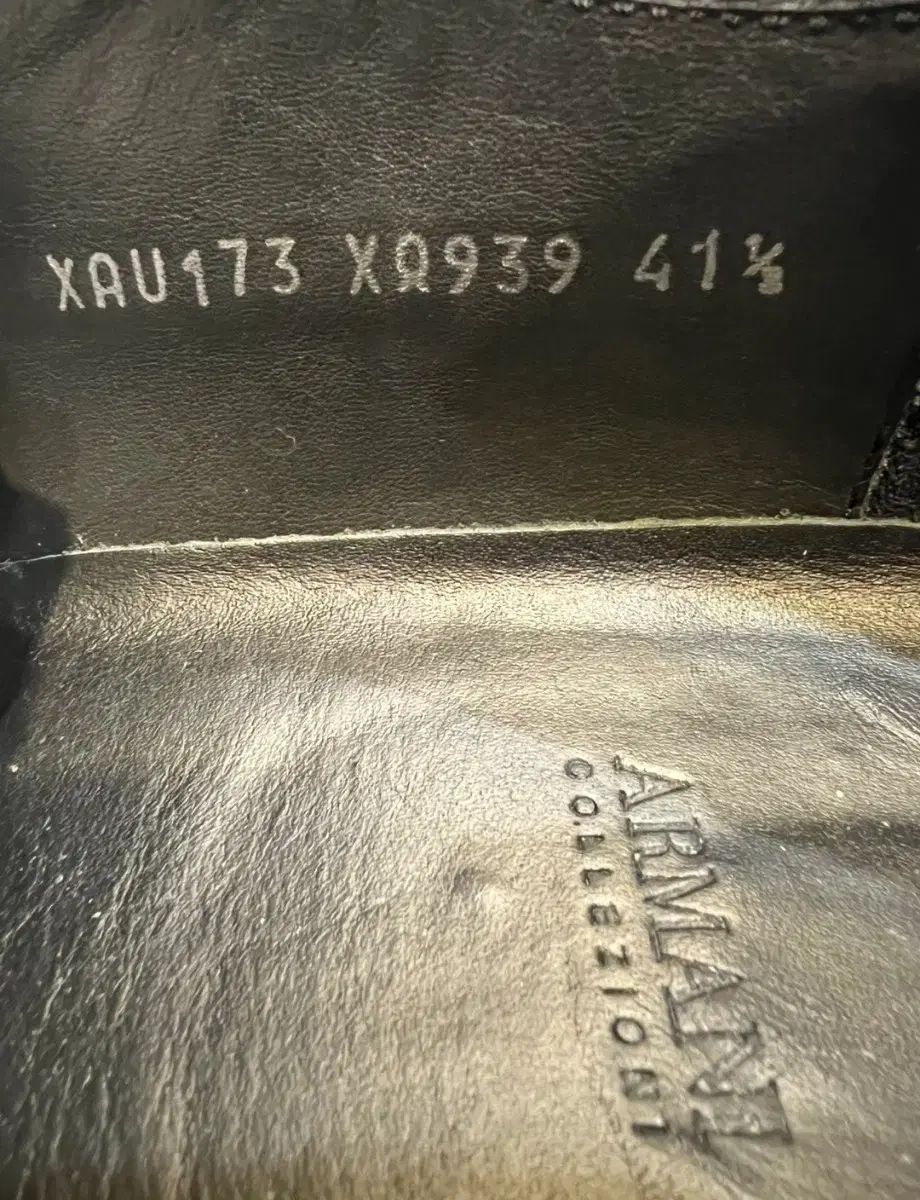 XAU173 XQ939 41½
ARMANI
COLLEZIONI